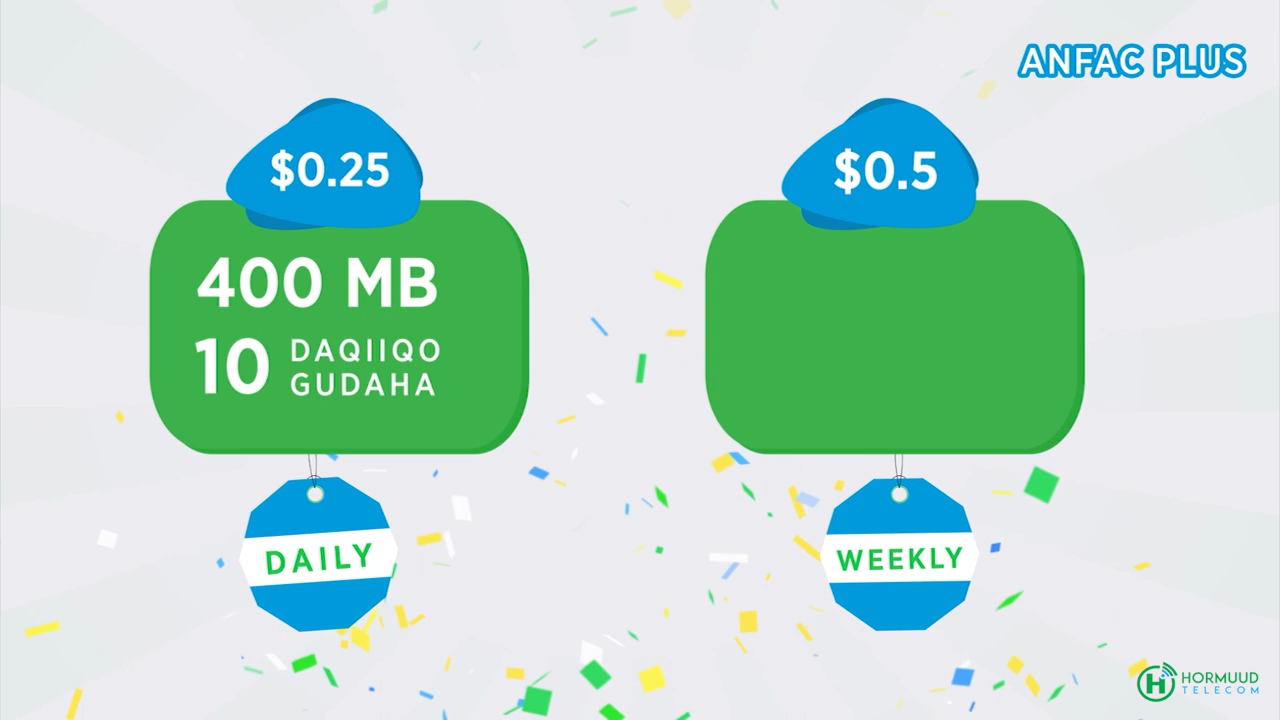 ANFAC PLUS
$0.25
400 MB
10 DAQIIQO
GUDAHA
DAILY
$0.5
WEEKLY
HORMUUD
TELECOM